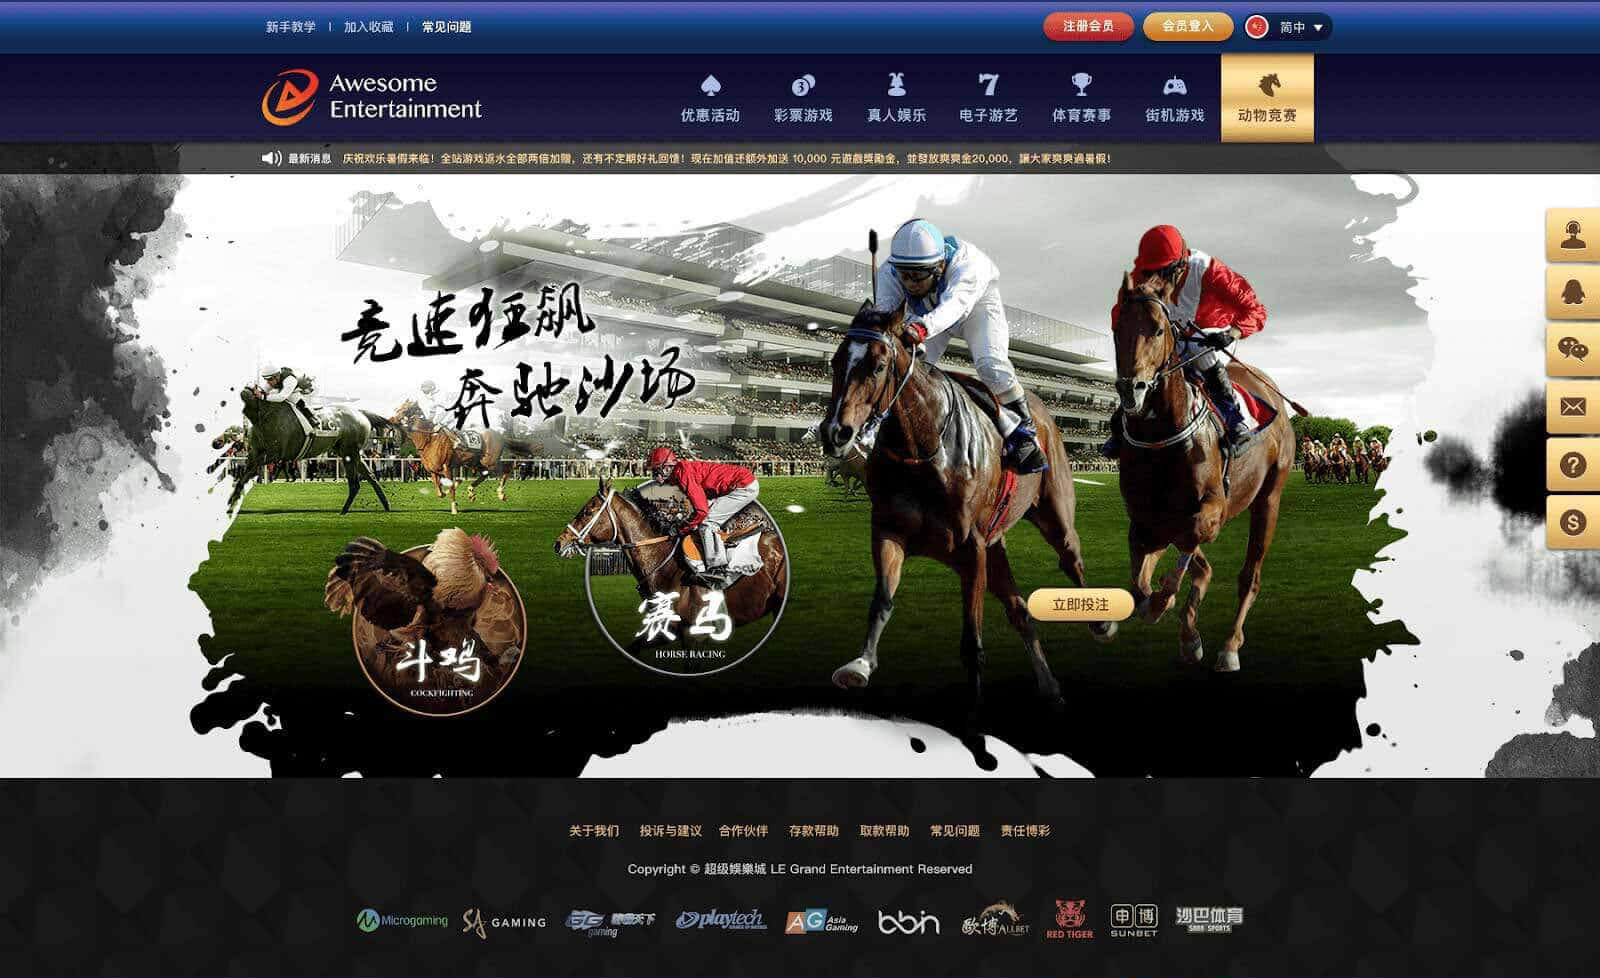 新手教学 | 加入收藏 | 常见问题
注册会员
会员登入
简中
Awesome
Entertainment
优惠活动
彩票游戏
真人娱乐
电子游艺
体育赛事
街机游戏
动物竞赛
最新消息 庆祝欢乐暑假来临！全站游戏返水全部两倍加赠，还有不定期好礼回馈！现在加值还额外加送 10,000 元遊戲獎勵金，並發放爽爽金20,000，讓大家爽爽過暑假！
竞速狂飙
奔驰沙场
斗鸡
COCKFIGHTING
赛马
HORSE RACING
立即投注
关于我们 投诉与建议 合作伙伴 存款帮助 取款帮助 常见问题 责任博彩
Copyright © 超级娛樂城 LE Grand Entertainment Reserved
Microgaming
SA GAMING
gaming
playtech
AG Asia Gaming
bbin
歐博 ALLBET
RED TIGER
申博
SUNBET
沙巴体育
SABA SPORTS